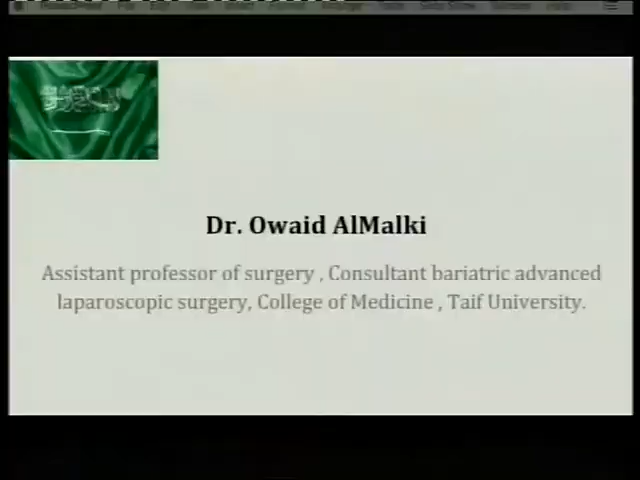 Dr. Owaid AlMalki
Assistant professor of surgery , Consultant bariatric advanced
laparoscopic surgery, College of Medicine , Taif University.